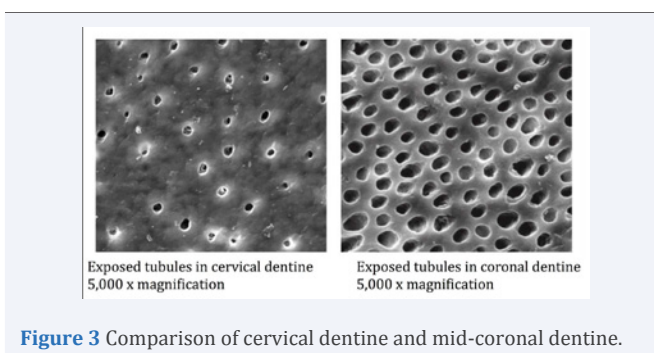 Exposed tubules in cervical dentine
5,000 x magnification
Exposed tubules in coronal dentine
5,000 x magnification
Figure 3 Comparison of cervical dentine and mid-coronal dentine.